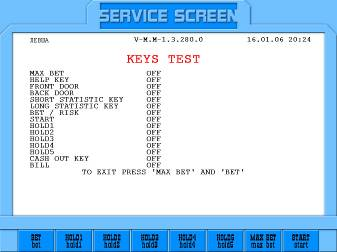 SERVICE SCREEN
V-M.M-1.3.280.0 16.01.06 20:24
KEYS TEST
MAX BET OFF
HELP KEY OFF
FRONT DOOR OFF
BACK DOOR OFF
SHORT STATISTIC KEY OFF
LONG STATISTIC KEY OFF
BET / RISK OFF
START OFF
HOLD1 OFF
HOLD2 OFF
HOLD3 OFF
HOLD4 OFF
HOLD5 OFF
CASH OUT KEY OFF
BILL OFF
TO EXIT PRESS 'MAX BET' AND 'BET'
BET HOLD1 HOLD2 HOLD3 HOLD4 HOLD5 MAX BET START
bet hold1 hold2 hold3 hold4 hold5 max bet start